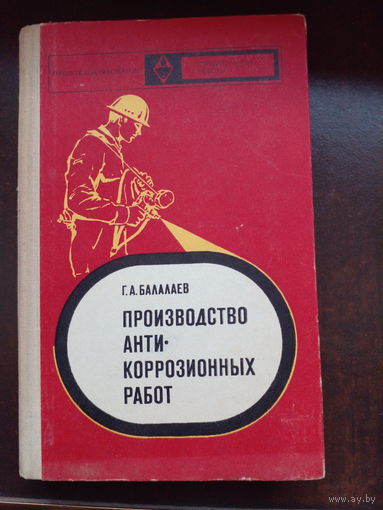 Г.А.БАЛАЛАЕВ
ПРОИЗВОДСТВО
АНТИ•
КОРРОЗИОННЫХ
РАБОТ
www.ay.by